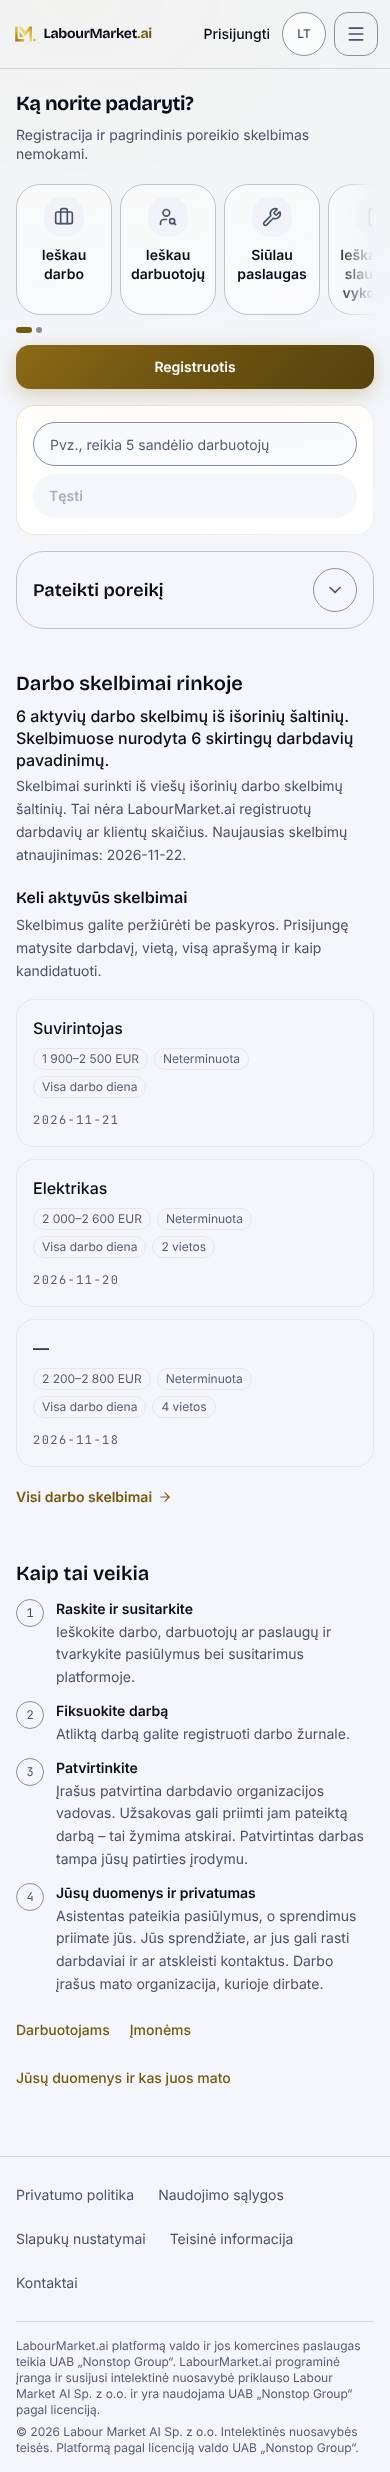 LabourMarket.ai
Prisijungti
LT
Ką norite padaryti?
Registracija ir pagrindinis poreikio skelbimas
nemokami.
Ieškau
darbo
Ieškau
darbuotojų
Siūlau
paslaugas
Registruotis
Pvz., reikia 5 sandėlio darbuotojų
Tęsti
Pateikti poreikį
Darbo skelbimai rinkoje
6 aktyvių darbo skelbimų iš išorinių šaltinių.
Skelbimuose nurodyta 6 skirtingų darbdavių
pavadinimų.
Skelbimai surinkti iš viešų išorinių darbo skelbimų
šaltinių. Tai nėra LabourMarket.ai registruotų
darbdavių ar klientų skaičius. Naujausias skelbimų
atnaujinimas: 2026-11-22.
Keli aktyvūs skelbimai
Skelbimus galite peržiūrėti be paskyros. Prisijungę
matysite darbdavį, vietą, visą aprašymą ir kaip
kandidatuoti.
Suvirintojas
1 900–2 500 EUR
Neterminuota
Visa darbo diena
2026-11-21
Elektrikas
2 000–2 600 EUR
Neterminuota
Visa darbo diena
2 vietos
2026-11-20
—
2 200–2 800 EUR
Neterminuota
Visa darbo diena
4 vietos
2026-11-18
Visi darbo skelbimai →
Kaip tai veikia
1
Raskite ir susitarkite
Ieškokite darbo, darbuotojų ar paslaugų ir
tvarkykite pasiūlymus bei susitarimus
platformoje.
2
Fiksuokite darbą
Atliktą darbą galite registruoti darbo žurnale.
3
Patvirtinkite
Įrašus patvirtina darbdavio organizacijos
vadovas. Užsakovas gali priimti jam pateiktą
darbą – tai žymima atskirai. Patvirtintas darbas
tampa jūsų patirties įrodymu.
4
Jūsų duomenys ir privatumas
Asistentas pateikia pasiūlymus, o sprendimus
priimate jūs. Jūs sprendžiate, ar jus gali rasti
darbdaviai ir ar atskleisti kontaktus. Darbo
įrašus mato organizacija, kurioje dirbate.
Darbuotojams
Įmonėms
Jūsų duomenys ir kas juos mato
Privatumo politika
Naudojimo sąlygos
Slapukų nustatymai
Teisinė informacija
Kontaktai
LabourMarket.ai platformą valdo ir jos komercines paslaugas
teikia UAB „Nonstop Group“. LabourMarket.ai programinė
įranga ir susijusi intelektinė nuosavybė priklauso Labour
Market AI Sp. z o.o. ir yra naudojama UAB „Nonstop Group“
pagal licenciją.
© 2026 Labour Market AI Sp. z o.o. Intelektinės nuosavybės
teisės. Platformą pagal licenciją valdo UAB „Nonstop Group“.